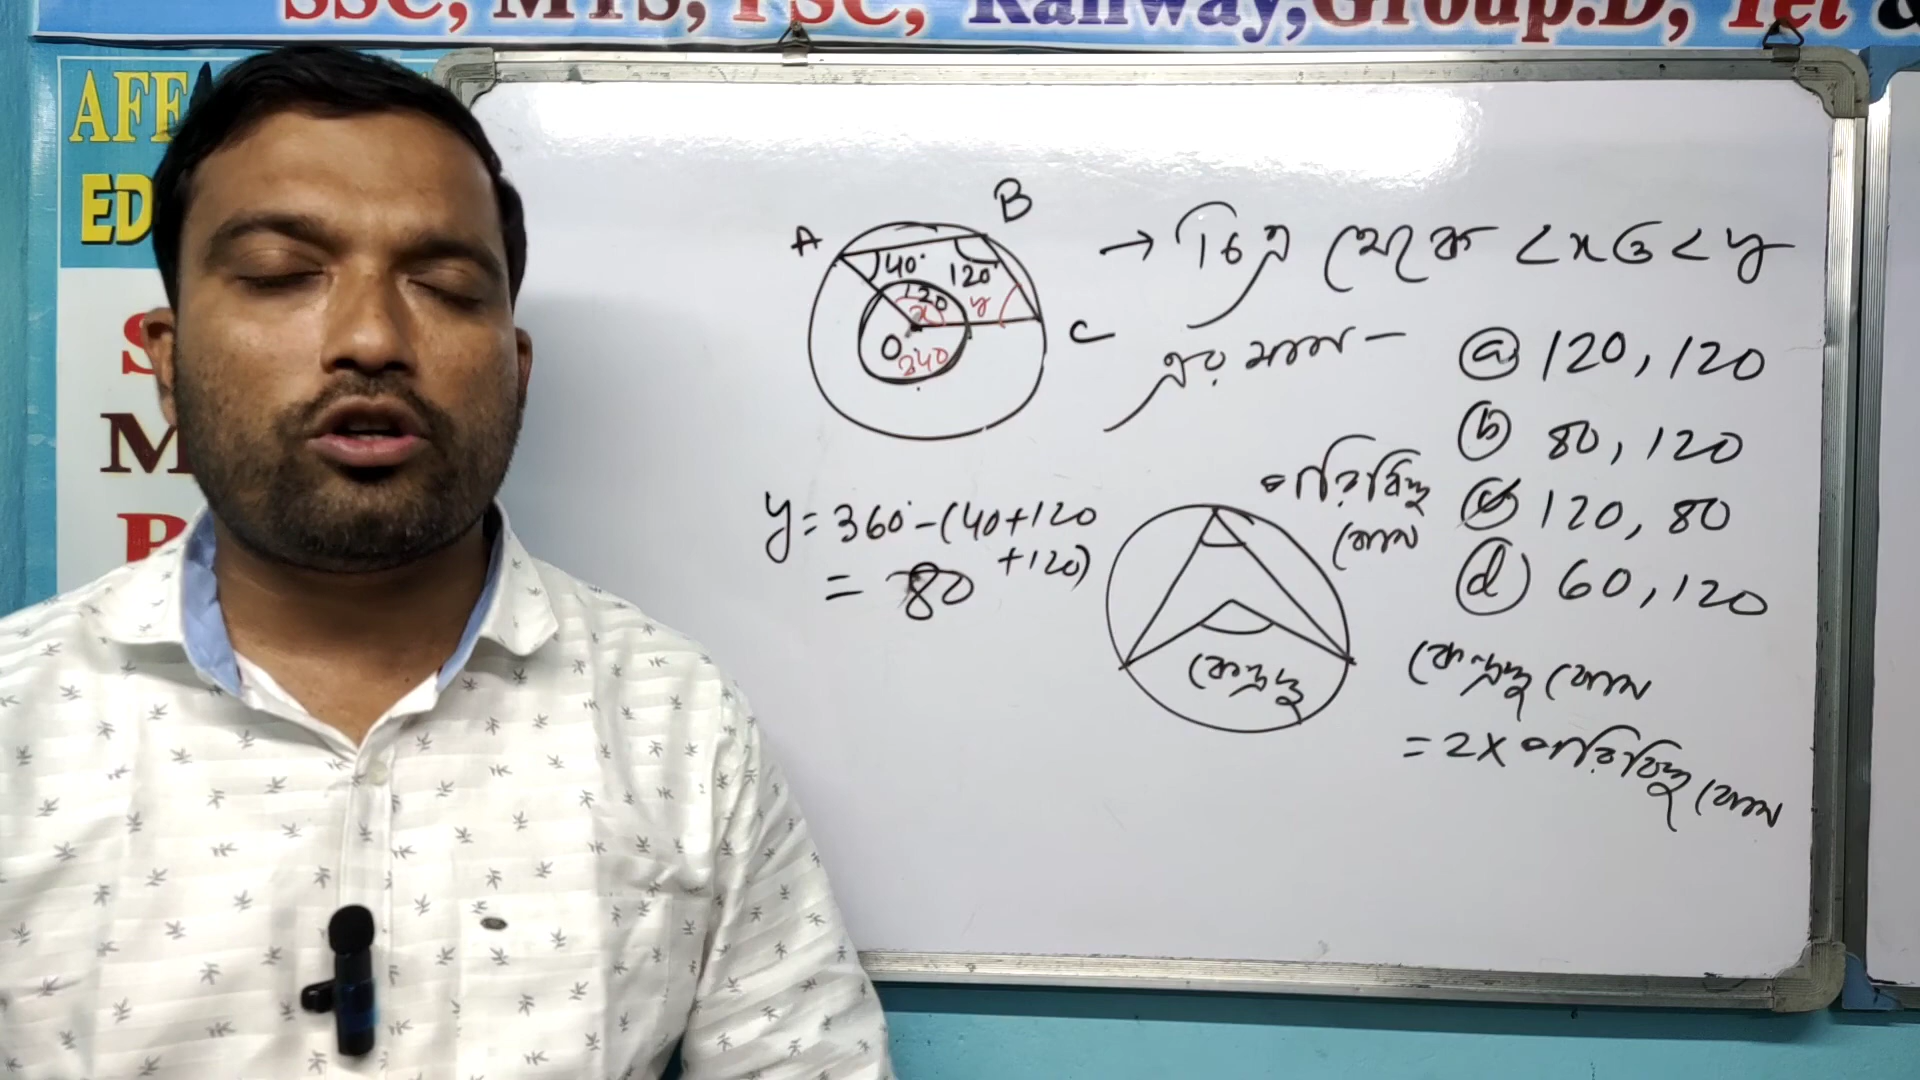 SSC, MTS, PSC, Railway, Group.D, Tet &
AFF
ED
S
M
P
A
B
C
O
40°
120°
120
x
y
240
→ চিত্র থেকে <x ও <y
এর মান -
ⓐ 120, 120
ⓑ 80, 120
ⓒ 120, 80
ⓓ 60, 120
y = 360° - (40 + 120
+ 120)
= 80
পরিধিস্থ
কোণ
কেন্দ্রস্থ
কেন্দ্রস্থ কোণ
= 2 x পরিধিস্থ কোণ